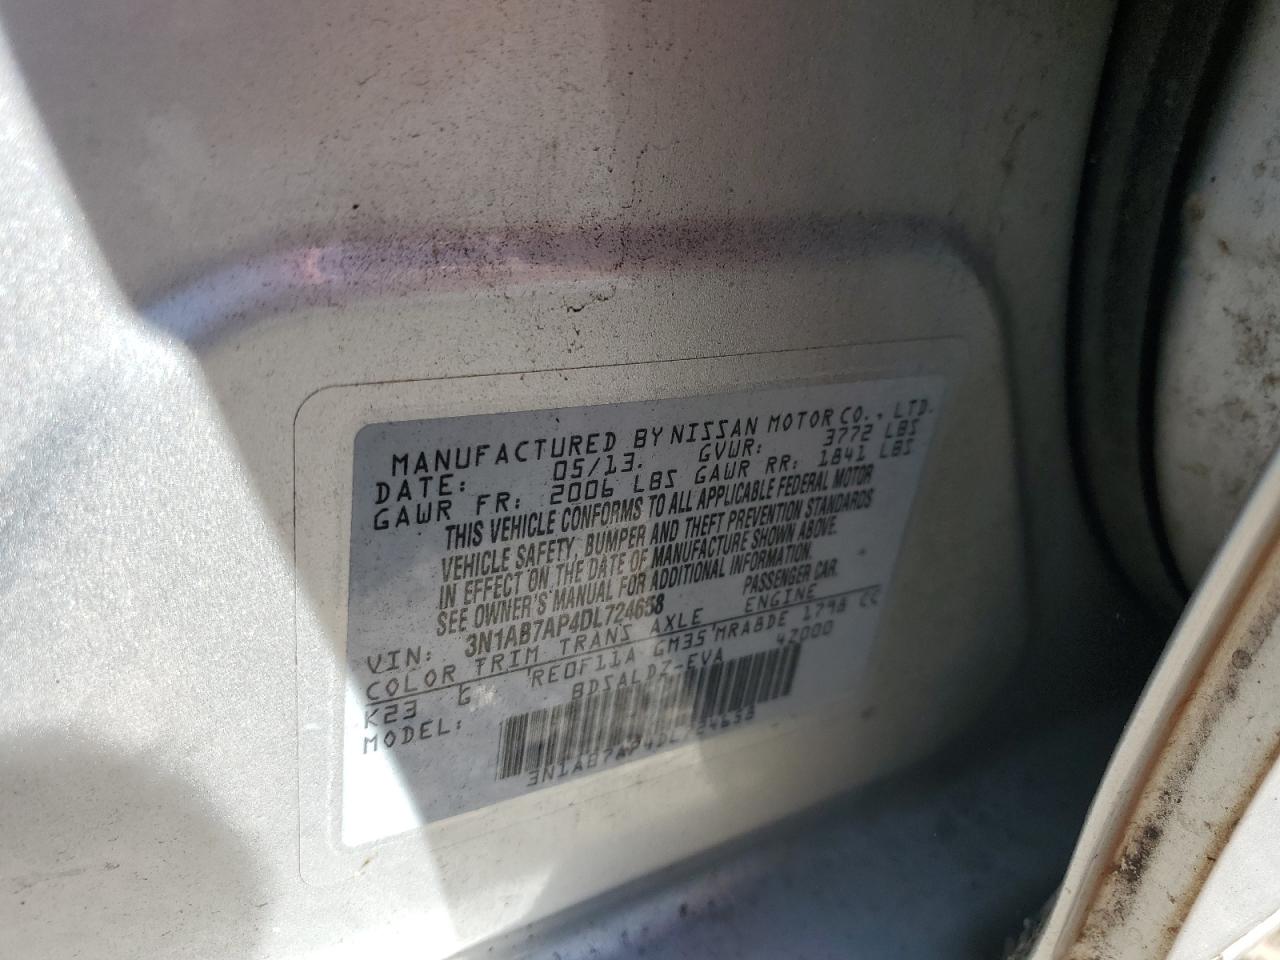 MANUFACTURED BY NISSAN MOTOR CO., LTD.
DATE: 05/13. GVWR: 3772 LBS
GAWR FR: 2006 LBS GAWR RR: 1841 LBS
THIS VEHICLE CONFORMS TO ALL APPLICABLE FEDERAL MOTOR
VEHICLE SAFETY, BUMPER AND THEFT PREVENTION STANDARDS
IN EFFECT ON THE DATE OF MANUFACTURE SHOWN ABOVE.
SEE OWNER'S MANUAL FOR ADDITIONAL INFORMATION.
VIN: 3N1AB7AP4DL724658 PASSENGER CAR
COLOR TRIM TRANS AXLE ENGINE
K23 G RE0F11A GM35 MRA8DE 1798 CC
MODEL: BDSALDZ-EVA 42000
3N1AB7AP4DL724658